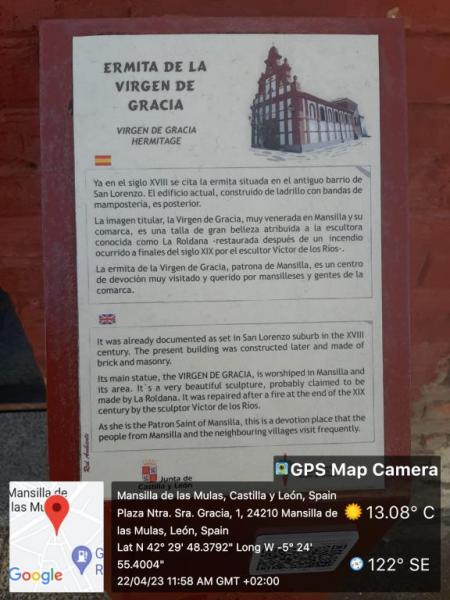 ERMITA DE LA
VIRGEN DE
GRACIA
VIRGEN DE GRACIA
HERMITAGE
Ya en el siglo XVIII se cita la ermita situada en el antiguo barrio de
San Lorenzo. El edificio actual, construido de ladrillo con bandas de
mampostería, es posterior.
La imagen titular, la Virgen de Gracia, muy venerada en Mansilla y su
comarca, es una talla de gran belleza atribuida a la escultora
conocida como La Roldana -restaurada después de un incendio
ocurrido a finales del siglo XIX por el escultor Víctor de los Ríos-.
La ermita de la Virgen de Gracia, patrona de Mansilla, es un centro
de devoción muy visitado y querido por mansilleses y gentes de la
comarca.
It was already documented as set in San Lorenzo suburb in the XVIII
century. The present building was constructed later and made of
brick and masonry.
Its main statue, the VIRGEN DE GRACIA, is worshiped in Mansilla and
its area. It´s a very beautiful sculpture, probably claimed to be
made by La Roldana. It was repaired after a fire at the end of the XIX
century by the sculptor Víctor de los Ríos.
As she is the Patron Saint of Mansilla, this is a devotion place that the
people from Mansilla and the neighbouring villages visit frequently.
Junta de
Castilla y León
GPS Map Camera
Mansilla de las Mulas, Castilla y León, Spain
Plaza Ntra. Sra. Gracia, 1, 24210 Mansilla de
las Mulas, León, Spain
Lat N 42° 29' 48.3792" Long W -5° 24'
55.4004"
22/04/23 11:58 AM GMT +02:00
13.08° C
122° SE
Mansilla de
las Mu
G
R
Google